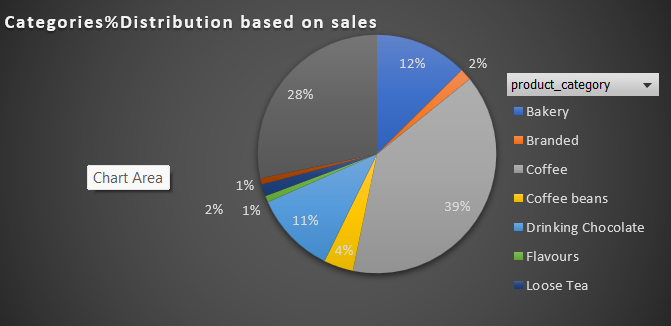 Categories%Distribution based on sales
12%
2%
product_category
28%
Bakery
Branded
Coffee
Chart Area
1%
Coffee beans
2%
1%
39%
11%
Drinking Chocolate
4%
Flavours
Loose Tea